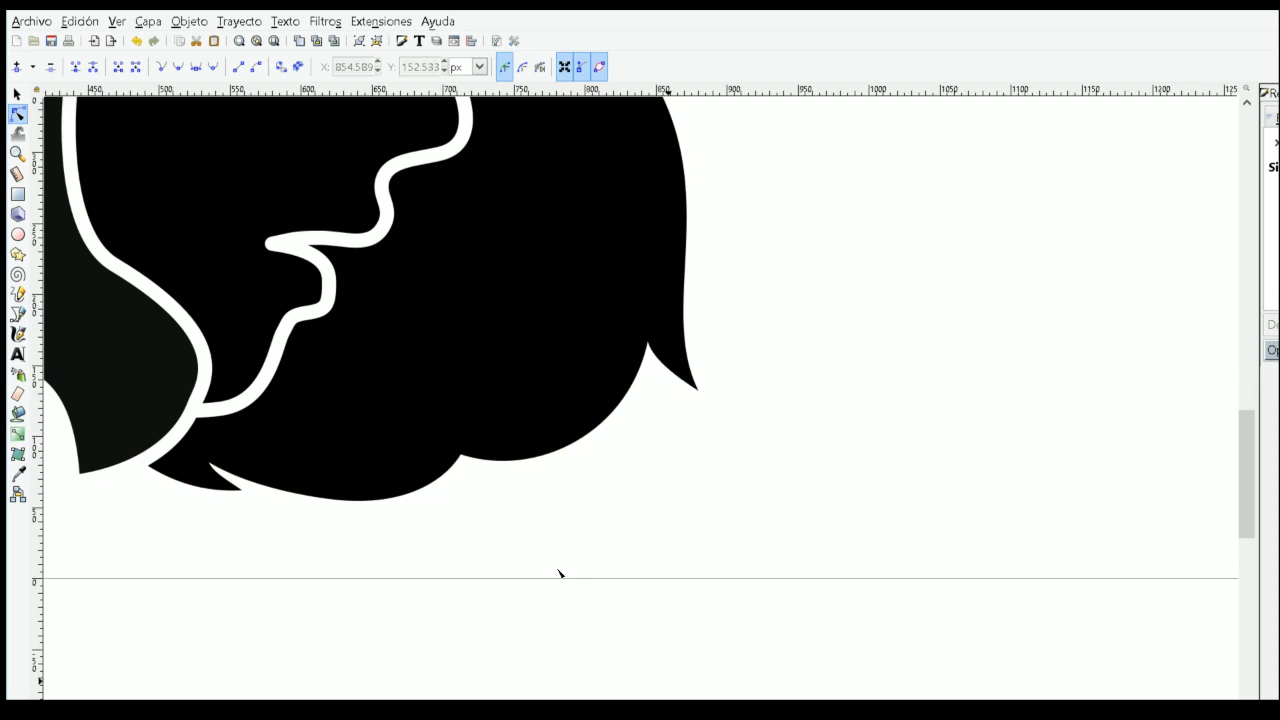 Archivo Edición Ver Capa Objeto Trayecto Texto Filtros Extensiones Ayuda
X: 854.589 Y: 152.533 px
450 500 550 600 650 700 750 800 850 900 950 1000 1050 1100 1150 1200 125